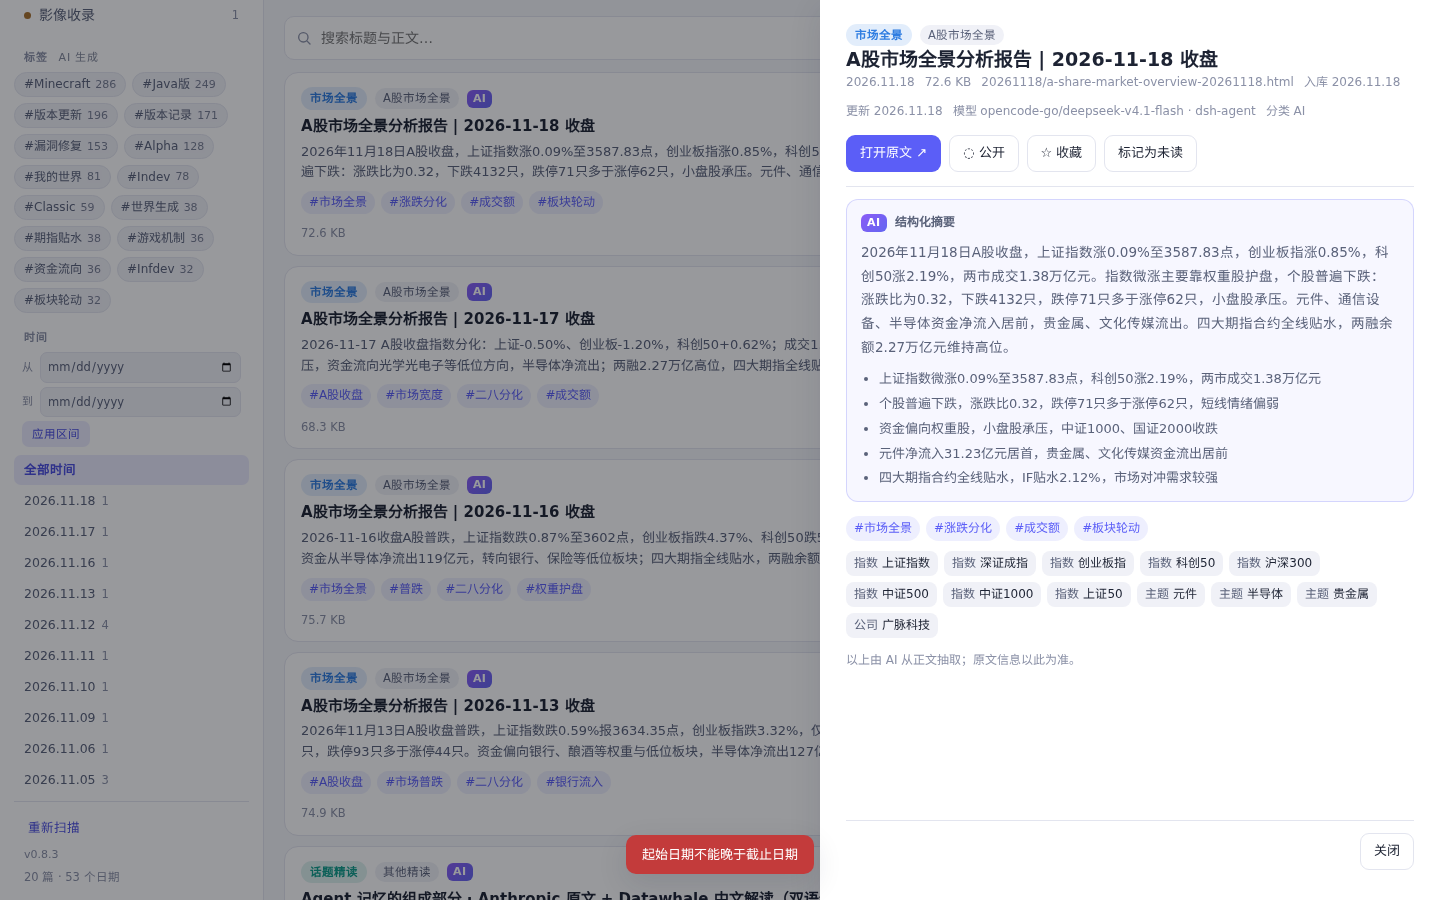 影像收录 1
标签 AI 生成
#Minecraft 286 #Java版 249
#版本更新 196 #版本记录 171
#漏洞修复 153 #Alpha 128
#我的世界 81 #Indev 78
#Classic 59 #世界生成 38
#期指贴水 38 #游戏机制 36
#资金流向 36 #Infdev 32
#板块轮动 32
时间
从 mm/dd/yyyy
到 mm/dd/yyyy
应用区间
全部时间
2026.11.18 1
2026.11.17 1
2026.11.16 1
2026.11.13 1
2026.11.12 4
2026.11.11 1
2026.11.10 1
2026.11.09 1
2026.11.06 1
2026.11.05 3
重新扫描
v0.8.3
20 篇 · 53 个日期
搜索标题与正文…
市场全景 A股市场全景 AI
A股市场全景分析报告 | 2026-11-18 收盘
2026年11月18日A股收盘，上证指数涨0.09%至3587.83点，创业板指涨0.85%，科创5
遍下跌：涨跌比为0.32，下跌4132只，跌停71只多于涨停62只，小盘股承压。元件、通信
#市场全景 #涨跌分化 #成交额 #板块轮动
72.6 KB
市场全景 A股市场全景 AI
A股市场全景分析报告 | 2026-11-17 收盘
2026-11-17 A股收盘指数分化：上证-0.50%、创业板-1.20%，科创50+0.62%；成交1
压，资金流向光学光电子等低位方向，半导体净流出；两融2.27万亿高位，四大期指全线贴
#A股收盘 #市场宽度 #二八分化 #成交额
68.3 KB
市场全景 A股市场全景 AI
A股市场全景分析报告 | 2026-11-16 收盘
2026-11-16收盘A股普跌，上证指数跌0.87%至3602点，创业板指跌4.37%、科创50跌5
资金从半导体净流出119亿元，转向银行、保险等低位板块；四大期指全线贴水，两融余额
#市场全景 #普跌 #二八分化 #权重护盘
75.7 KB
市场全景 A股市场全景 AI
A股市场全景分析报告 | 2026-11-13 收盘
2026年11月13日A股收盘普跌，上证指数跌0.59%报3634.35点，创业板指跌3.32%，仅
只，跌停93只多于涨停44只。资金偏向银行、酿酒等权重与低位板块，半导体净流出127亿
#A股收盘 #市场普跌 #二八分化 #银行流入
74.9 KB
话题精读 其他精读 AI
Agent 记忆的组成部分 · Anthropic 原文 + Datawhale 中文解读（双语
起始日期不能晚于截止日期
市场全景 A股市场全景
A股市场全景分析报告 | 2026-11-18 收盘
2026.11.18 72.6 KB 20261118/a-share-market-overview-20261118.html 入库 2026.11.18
更新 2026.11.18 模型 opencode-go/deepseek-v4.1-flash · dsh-agent 分类 AI
打开原文 ↗ ◌ 公开 ☆ 收藏 标记为未读
AI 结构化摘要
2026年11月18日A股收盘，上证指数涨0.09%至3587.83点，创业板指涨0.85%，科
创50涨2.19%，两市成交1.38万亿元。指数微涨主要靠权重股护盘，个股普遍下跌：
涨跌比为0.32，下跌4132只，跌停71只多于涨停62只，小盘股承压。元件、通信设
备、半导体资金净流入居前，贵金属、文化传媒流出。四大期指合约全线贴水，两融余
额2.27万亿元维持高位。
• 上证指数微涨0.09%至3587.83点，科创50涨2.19%，两市成交1.38万亿元
• 个股普遍下跌，涨跌比0.32，跌停71只多于涨停62只，短线情绪偏弱
• 资金偏向权重股，小盘股承压，中证1000、国证2000收跌
• 元件净流入31.23亿元居首，贵金属、文化传媒资金流出居前
• 四大期指合约全线贴水，IF贴水2.12%，市场对冲需求较强
#市场全景 #涨跌分化 #成交额 #板块轮动
指数 上证指数 指数 深证成指 指数 创业板指 指数 科创50 指数 沪深300
指数 中证500 指数 中证1000 指数 上证50 主题 元件 主题 半导体 主题 贵金属
公司 广脉科技
以上由 AI 从正文抽取；原文信息以此为准。
关闭